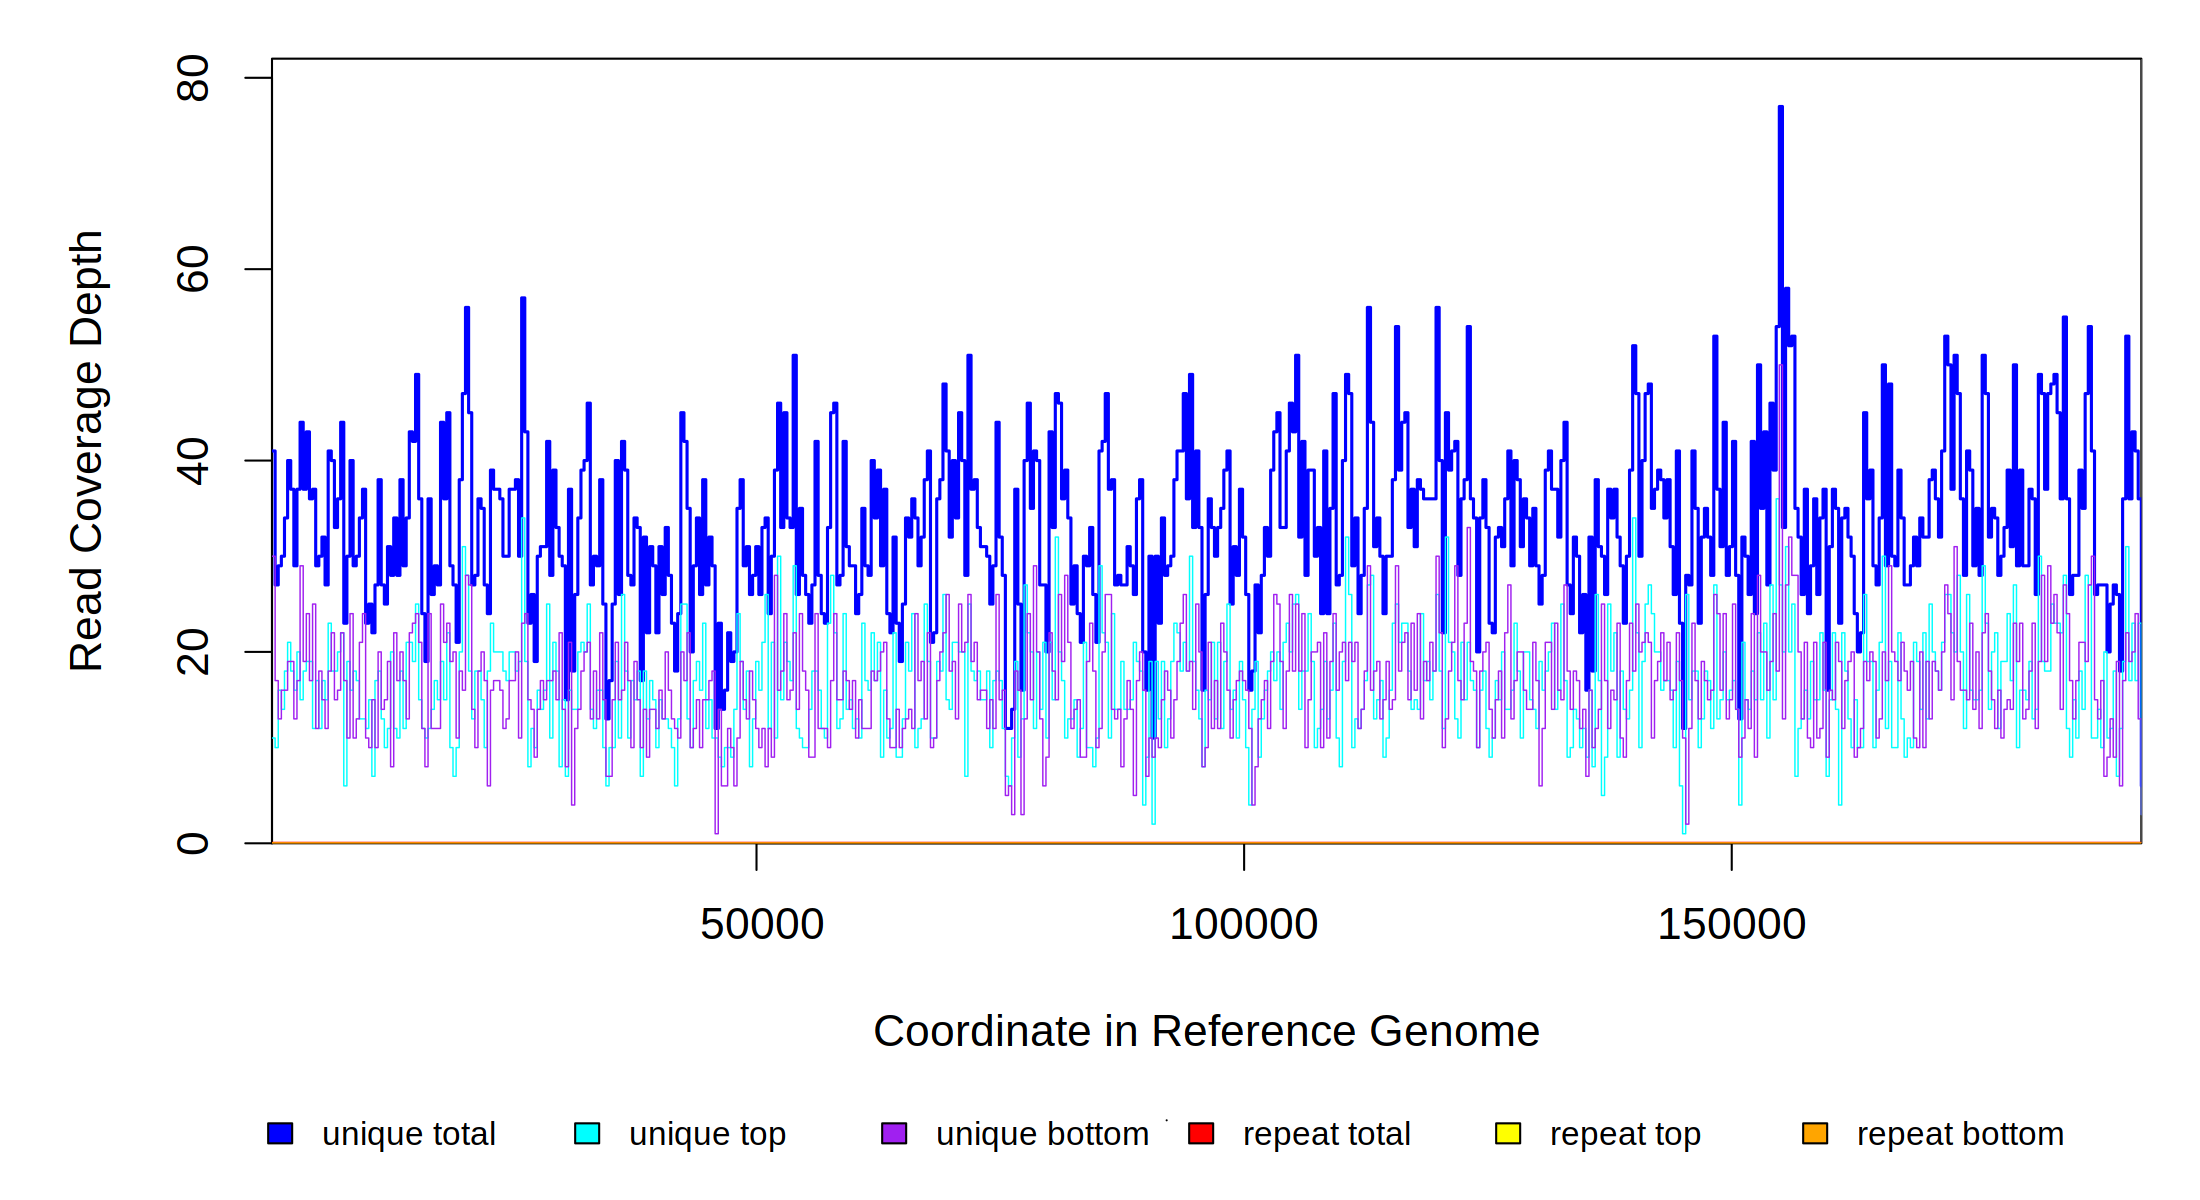 80
60
40
20
0
Read Coverage Depth
50000 100000 150000
Coordinate in Reference Genome
unique total unique top unique bottom repeat total repeat top repeat bottom